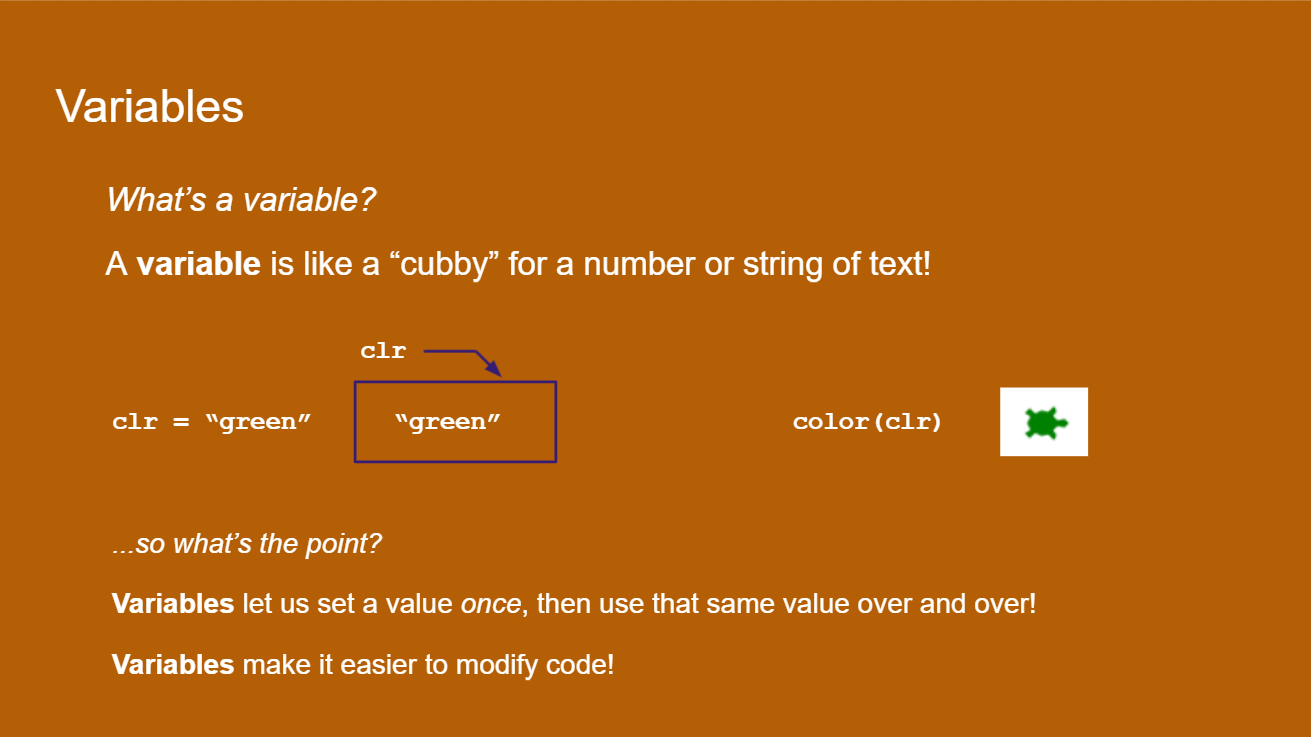 Variables
What’s a variable?
A variable is like a “cubby” for a number or string of text!
clr
clr = “green”
“green”
color(clr)
...so what’s the point?
Variables let us set a value once, then use that same value over and over!
Variables make it easier to modify code!